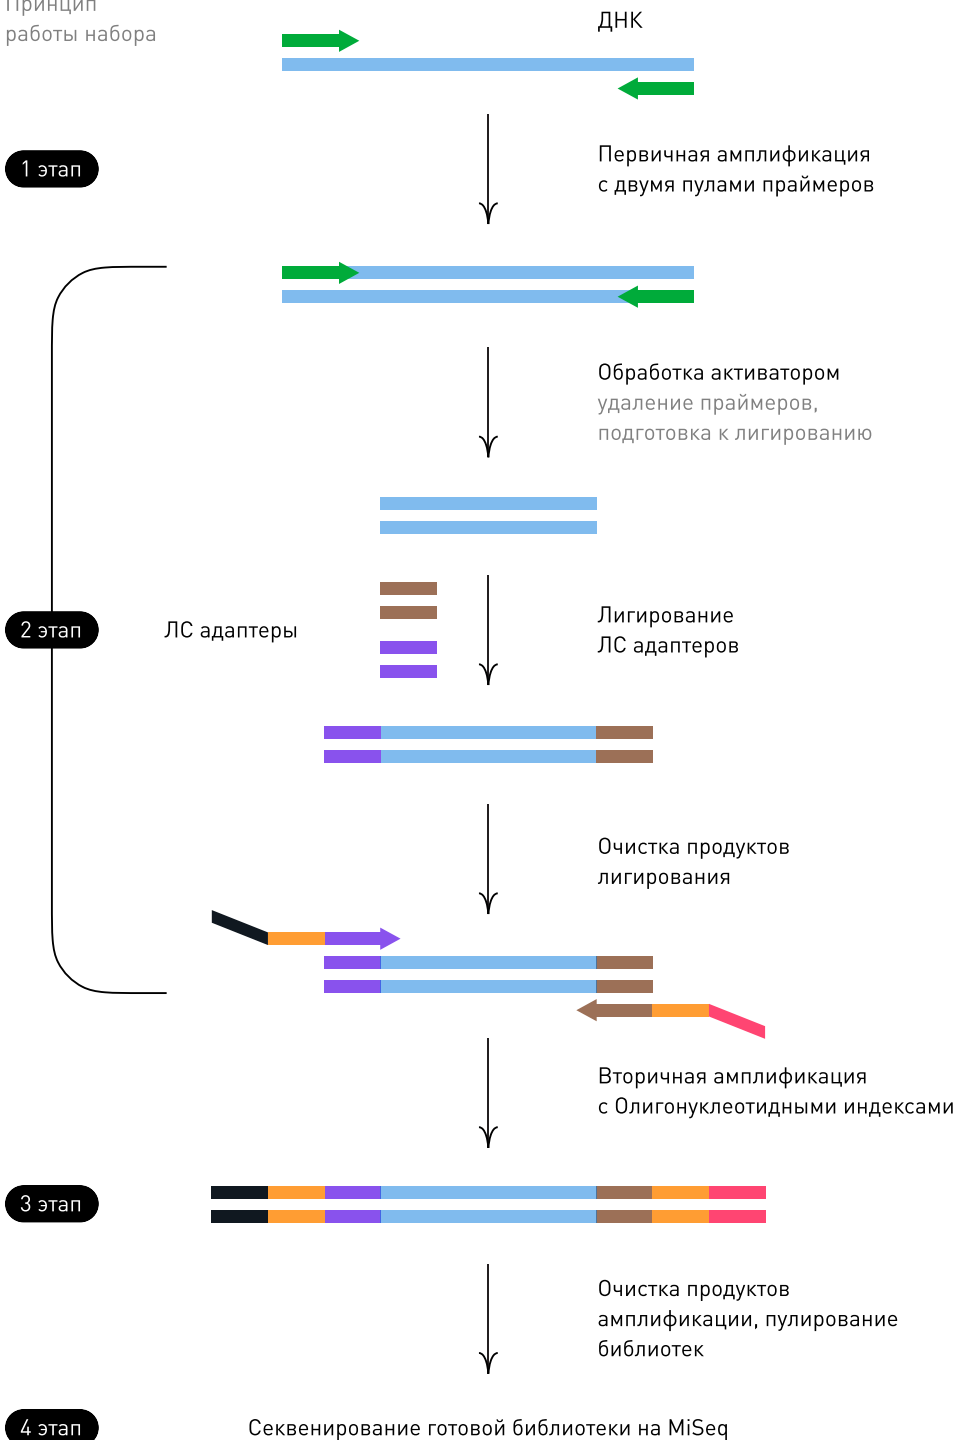 Принцип
работы набора
ДНК
1 этап
Первичная амплификация
с двумя пулами праймеров
Обработка активатором
удаление праймеров,
подготовка к лигированию
2 этап
ЛС адаптеры
Лигирование
ЛС адаптеров
Очистка продуктов
лигирования
Вторичная амплификация
с Олигонуклеотидными индексами
3 этап
Очистка продуктов
амплификации, пулирование
библиотек
4 этап
Секвенирование готовой библиотеки на MiSeq